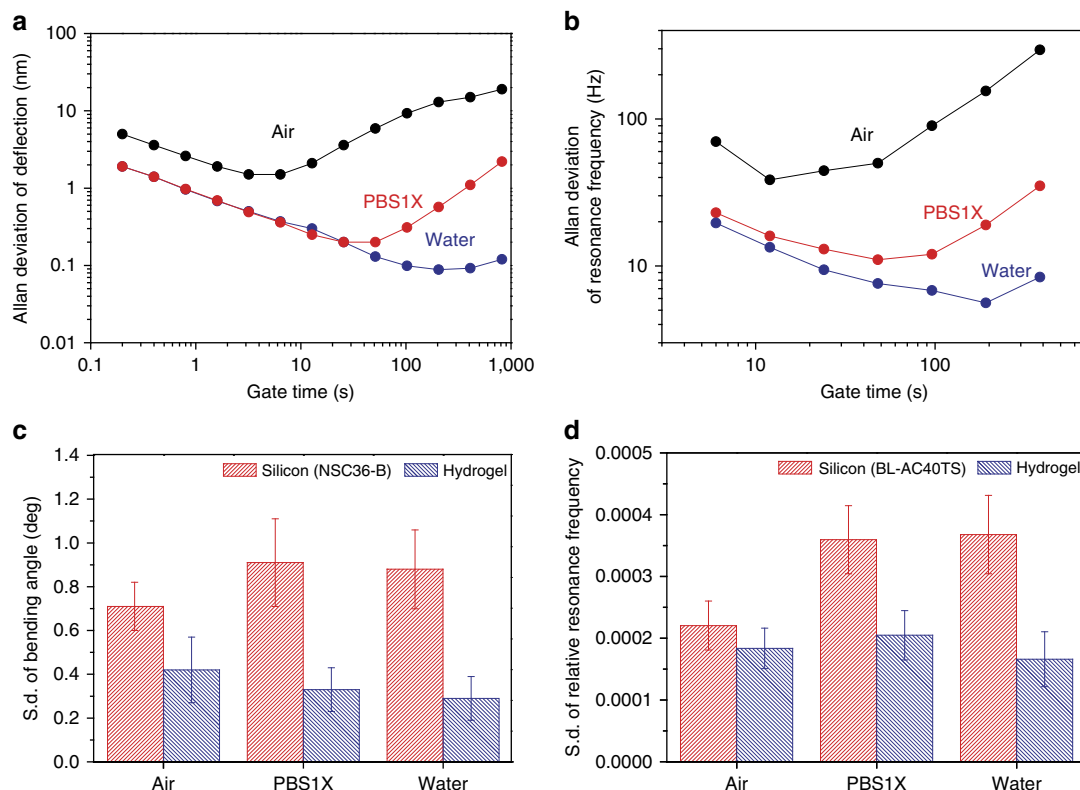 a
Allan deviation of deflection (nm)
100
10
1
0.1
0.01
Air
PBS1X
Water
0.1
1
10
100
1,000
Gate time (s)
b
Allan deviation
of resonance frequency (Hz)
100
10
Air
PBS1X
Water
10
100
Gate time (s)
c
S.d. of bending angle (deg)
1.4
1.2
1.0
0.8
0.6
0.4
0.2
0.0
Silicon (NSC36-B) Hydrogel
Air PBS1X Water
d
S.d. of relative resonance frequency
0.0005
0.0004
0.0003
0.0002
0.0001
0.0000
Silicon (BL-AC40TS) Hydrogel
Air PBS1X Water